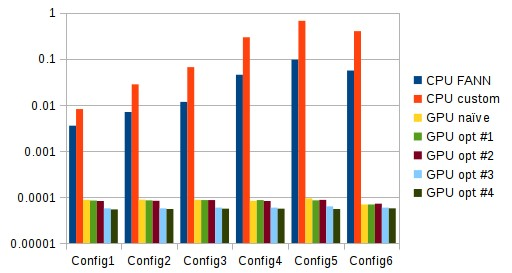 1
0.1
0.01
0.001
0.0001
0.00001
Config1 Config2 Config3 Config4 Config5 Config6
CPU FANN
CPU custom
GPU naïve
GPU opt #1
GPU opt #2
GPU opt #3
GPU opt #4